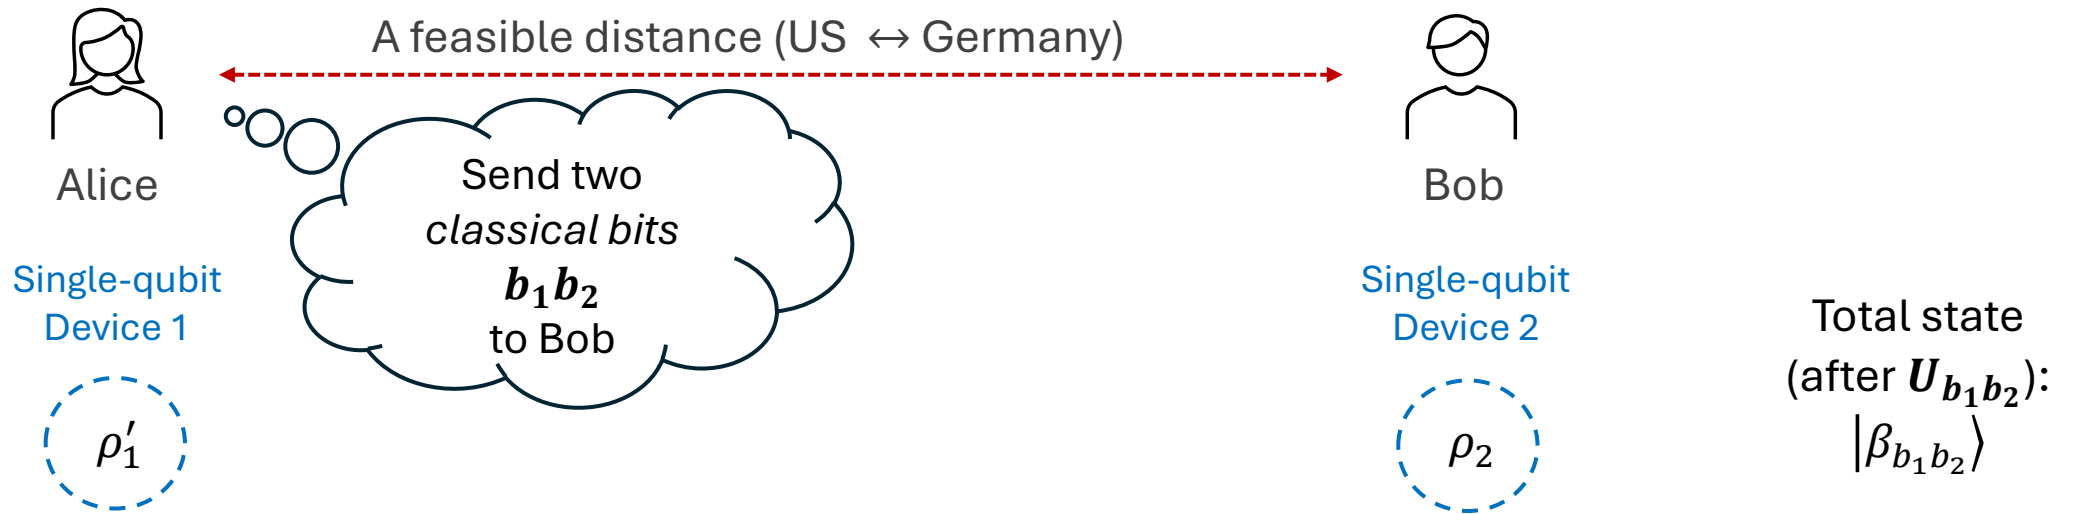 A feasible distance (US ↔ Germany)
Alice
Send two
classical bits
b₁b₂
to Bob
Bob
Single-qubit
Device 1
ρ₁′
Single-qubit
Device 2
ρ₂
Total state
(after U_{b₁b₂}):
|β_{b₁b₂}⟩